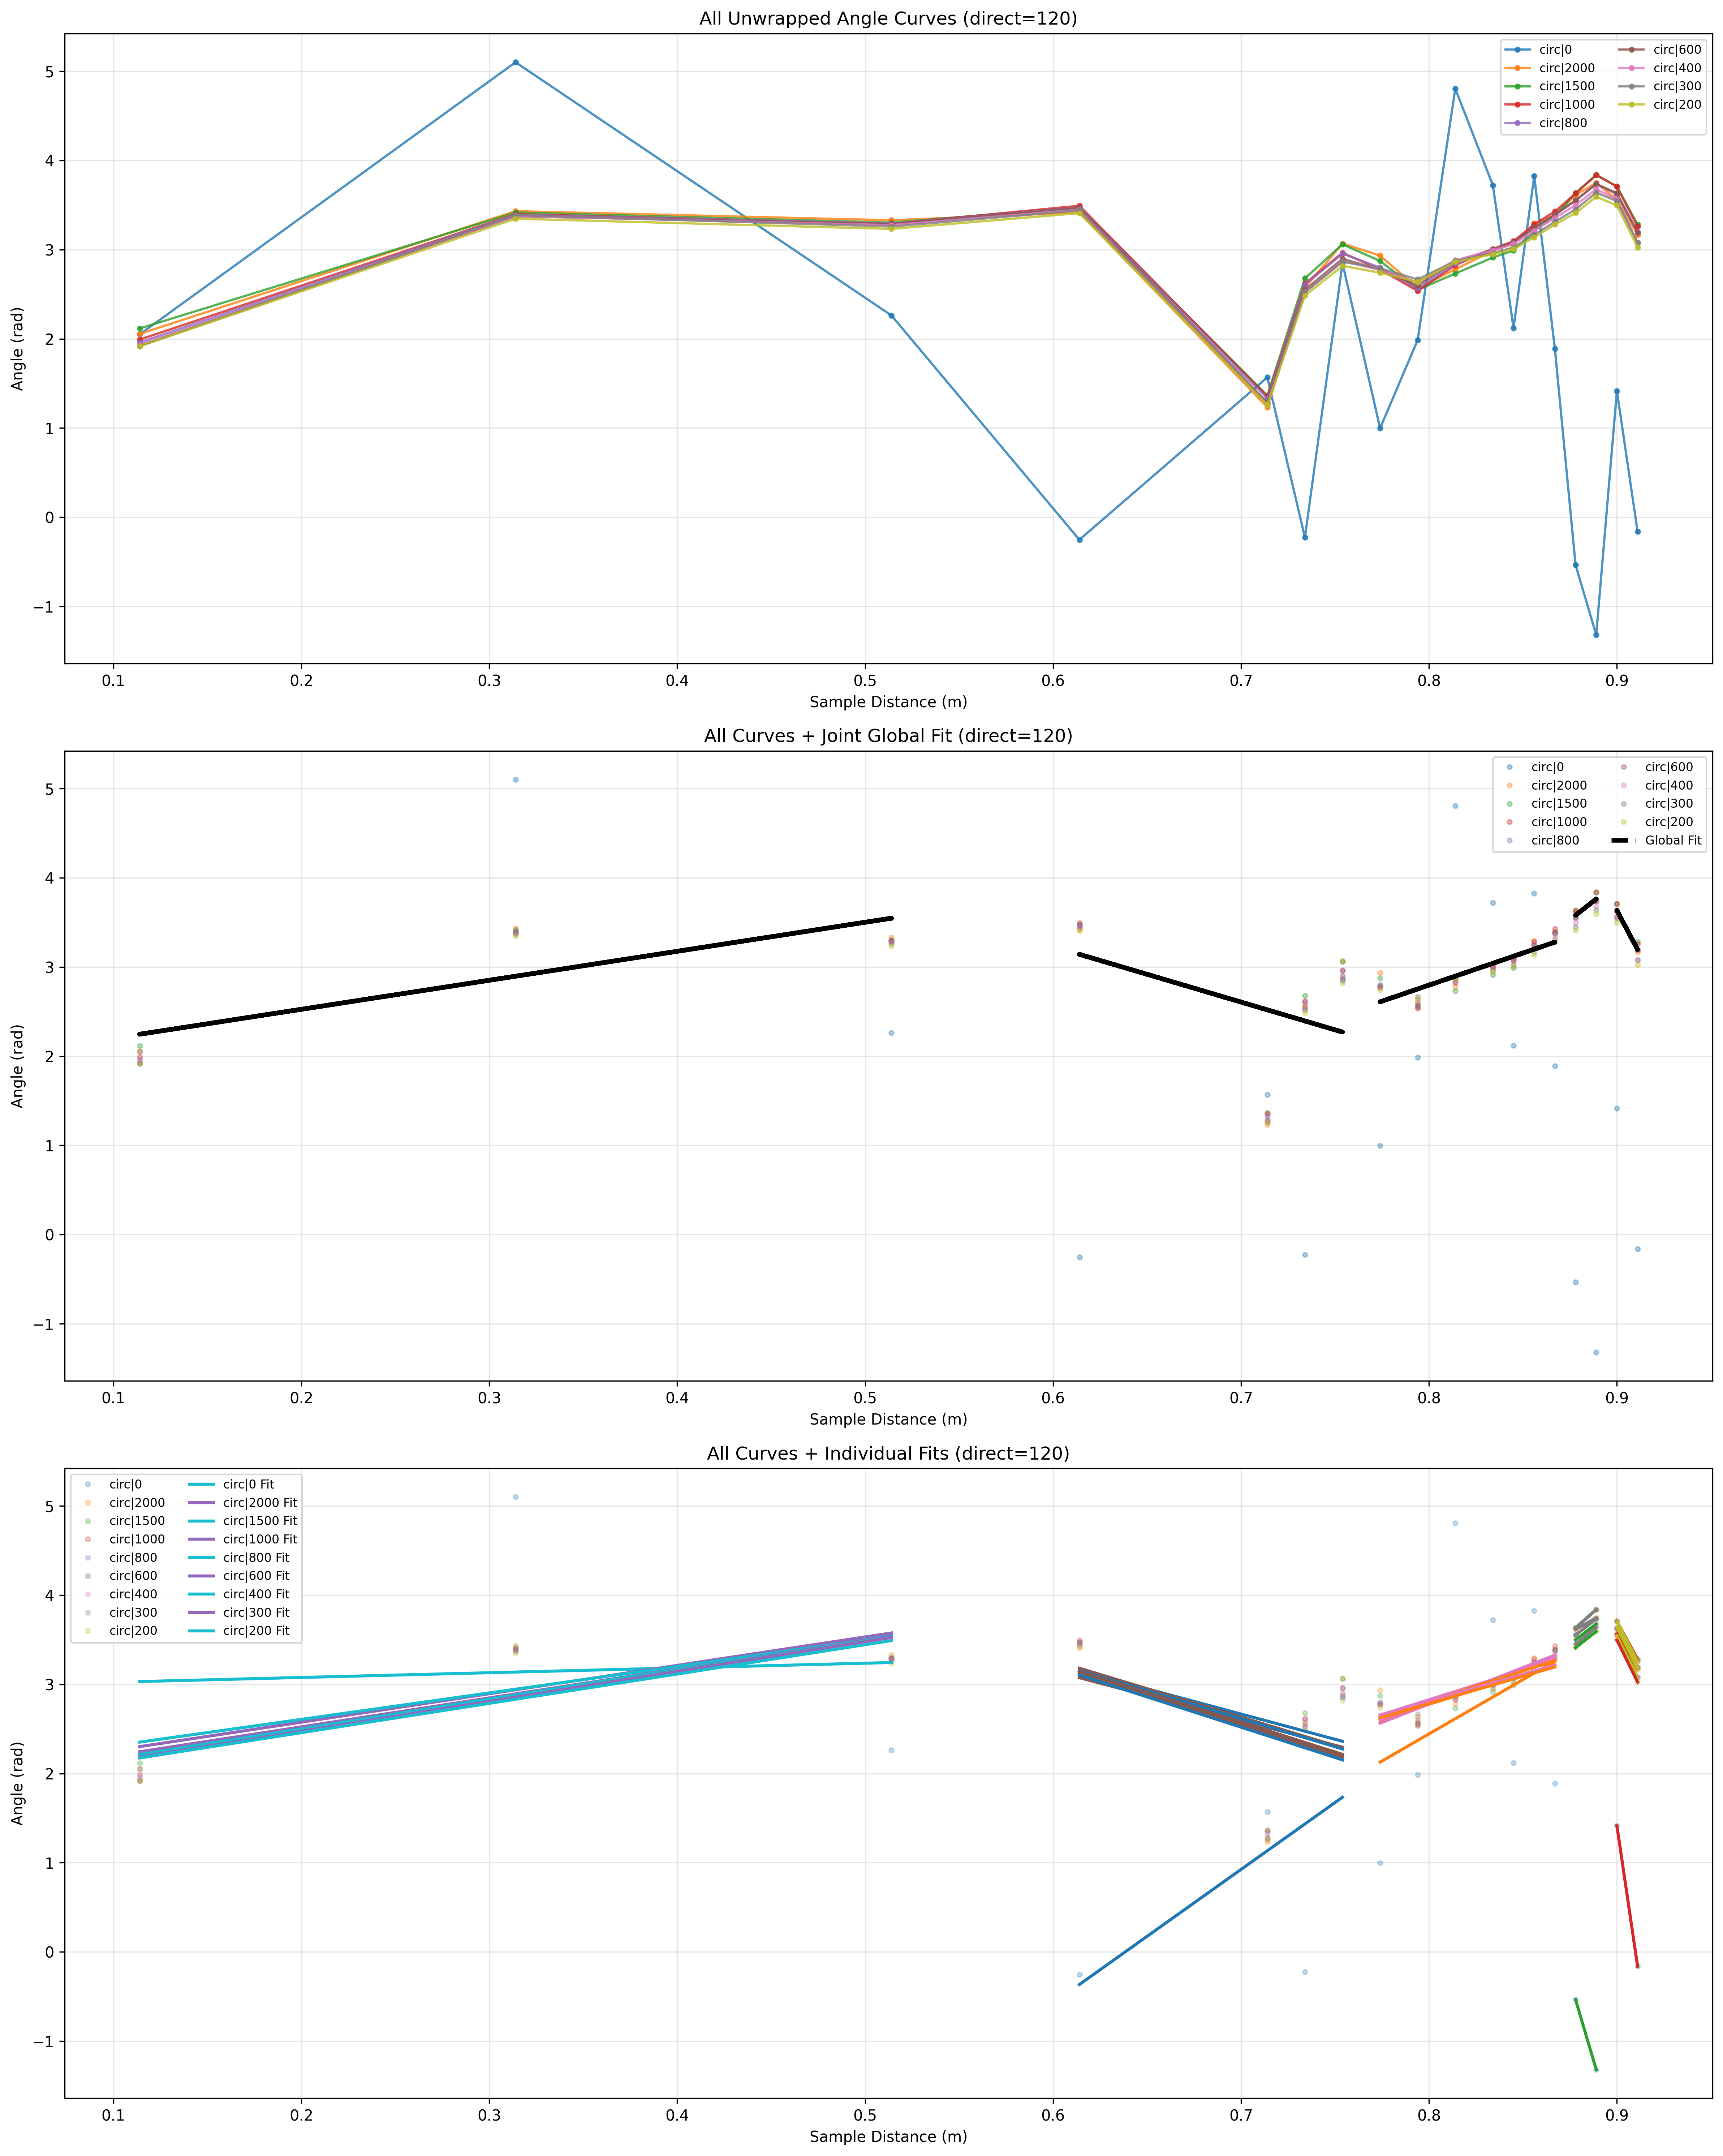 All Unwrapped Angle Curves (direct=120)
circ|0
circ|2000
circ|1500
circ|1000
circ|800
circ|600
circ|400
circ|300
circ|200
5
4
3
2
1
0
−1
Angle (rad)
0.1 0.2 0.3 0.4 0.5 0.6 0.7 0.8 0.9
Sample Distance (m)
All Curves + Joint Global Fit (direct=120)
circ|0
circ|2000
circ|1500
circ|1000
circ|800
circ|600
circ|400
circ|300
circ|200
Global Fit
5
4
3
2
1
0
−1
Angle (rad)
0.1 0.2 0.3 0.4 0.5 0.6 0.7 0.8 0.9
Sample Distance (m)
All Curves + Individual Fits (direct=120)
circ|0
circ|2000
circ|1500
circ|1000
circ|800
circ|600
circ|400
circ|300
circ|200
circ|0 Fit
circ|2000 Fit
circ|1500 Fit
circ|1000 Fit
circ|800 Fit
circ|600 Fit
circ|400 Fit
circ|300 Fit
circ|200 Fit
5
4
3
2
1
0
−1
Angle (rad)
0.1 0.2 0.3 0.4 0.5 0.6 0.7 0.8 0.9
Sample Distance (m)